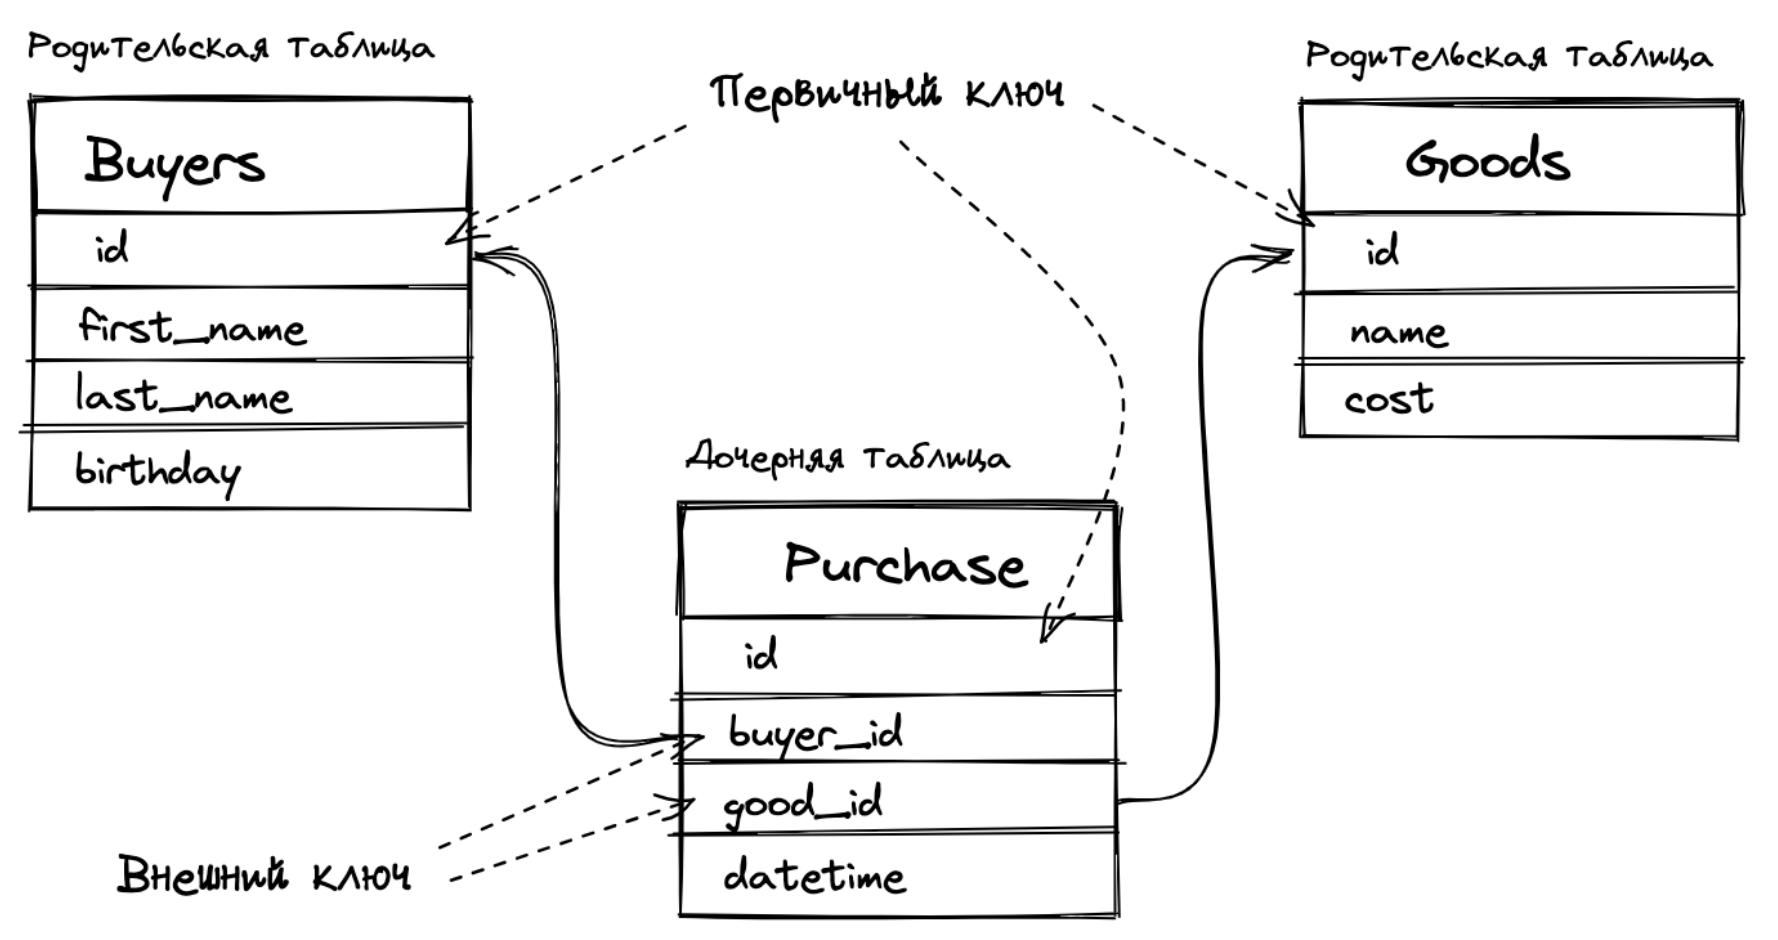 Родительская таблица
Buyers
id
first_name
last_name
birthday
Первичный ключ
Родительская таблица
Goods
id
name
cost
Дочерняя таблица
Purchase
id
buyer_id
good_id
datetime
Внешний ключ